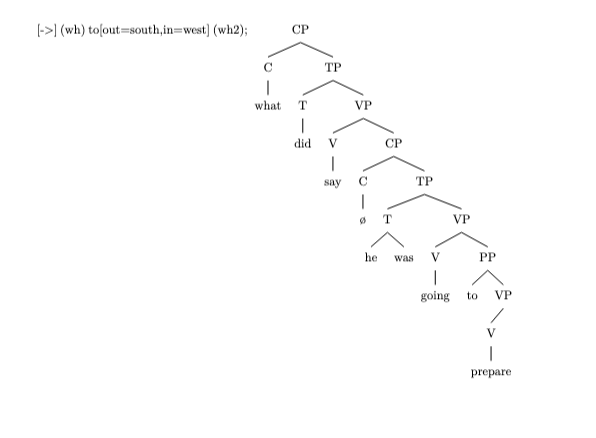 [->] (wh) to[out=south,in=west] (wh2); CP
C TP
what T VP
did V CP
say C TP
ø T VP
he was V PP
going to VP
V
prepare